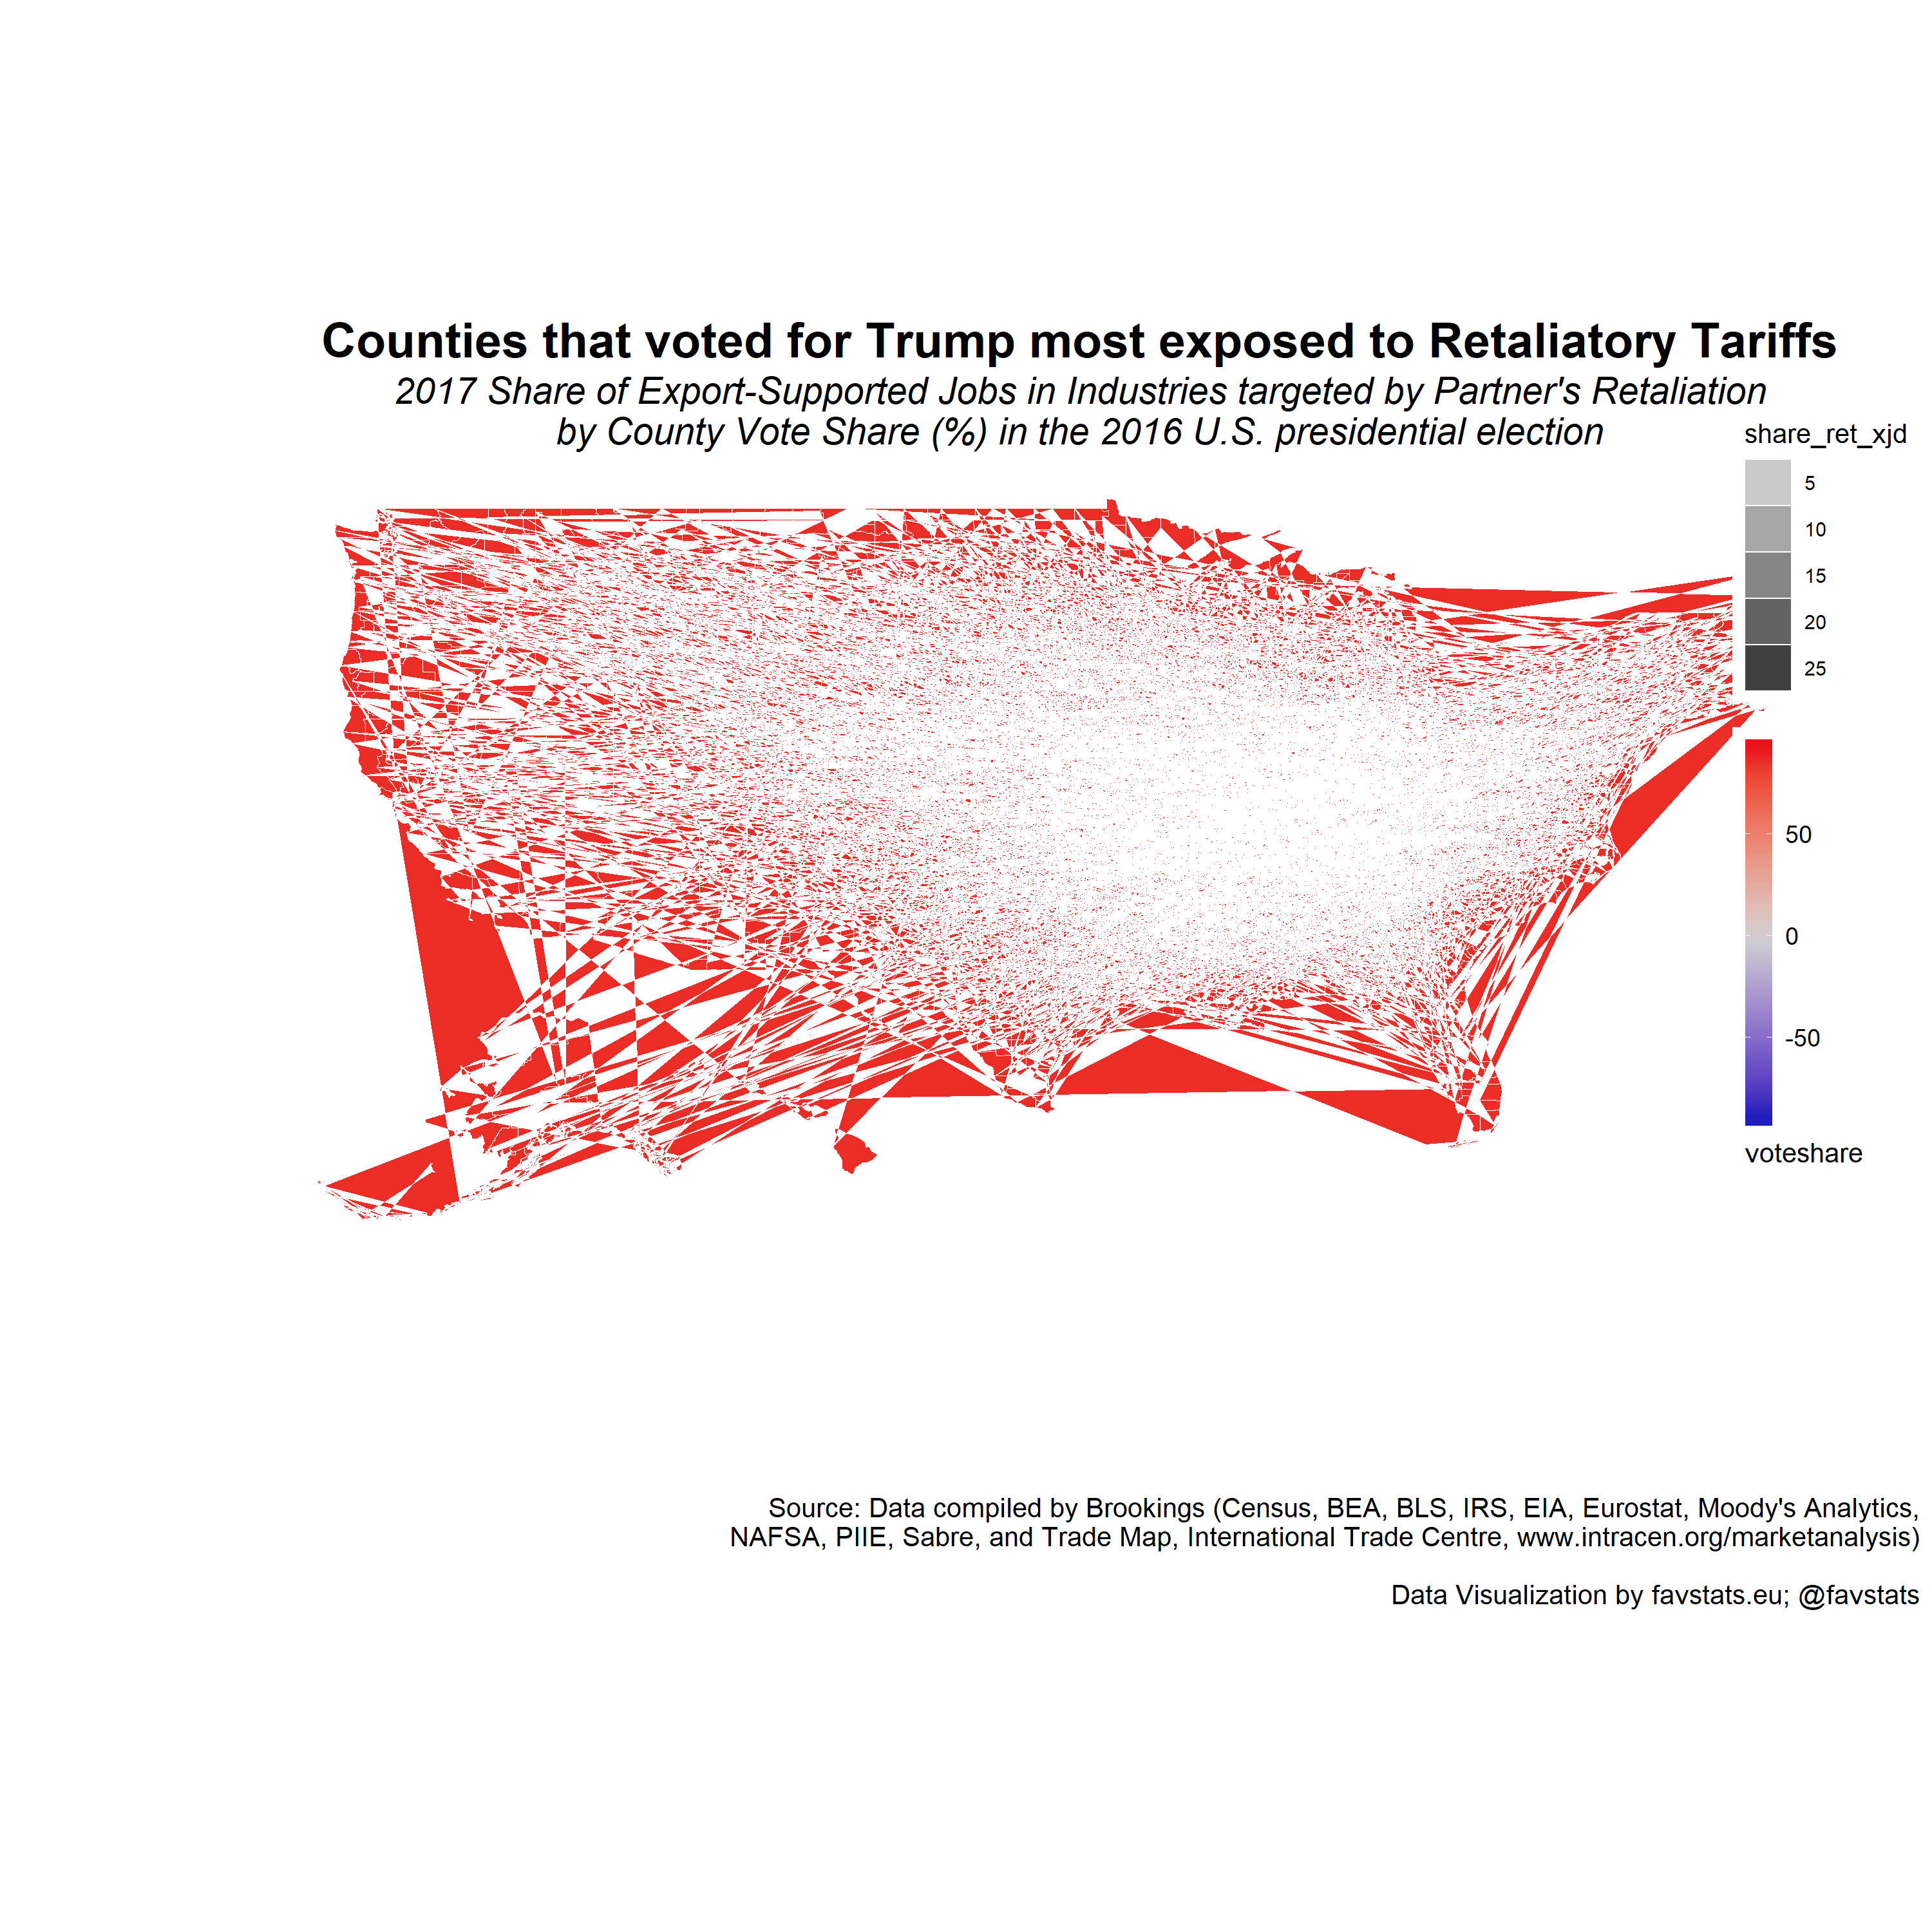 Counties that voted for Trump most exposed to Retaliatory Tariffs
2017 Share of Export-Supported Jobs in Industries targeted by Partner's Retaliation
by County Vote Share (%) in the 2016 U.S. presidential election
share_ret_xjd
5
10
15
20
25
50
0
-50
voteshare
Source: Data compiled by Brookings (Census, BEA, BLS, IRS, EIA, Eurostat, Moody's Analytics,
NAFSA, PIIE, Sabre, and Trade Map, International Trade Centre, www.intracen.org/marketanalysis)
Data Visualization by favstats.eu; @favstats